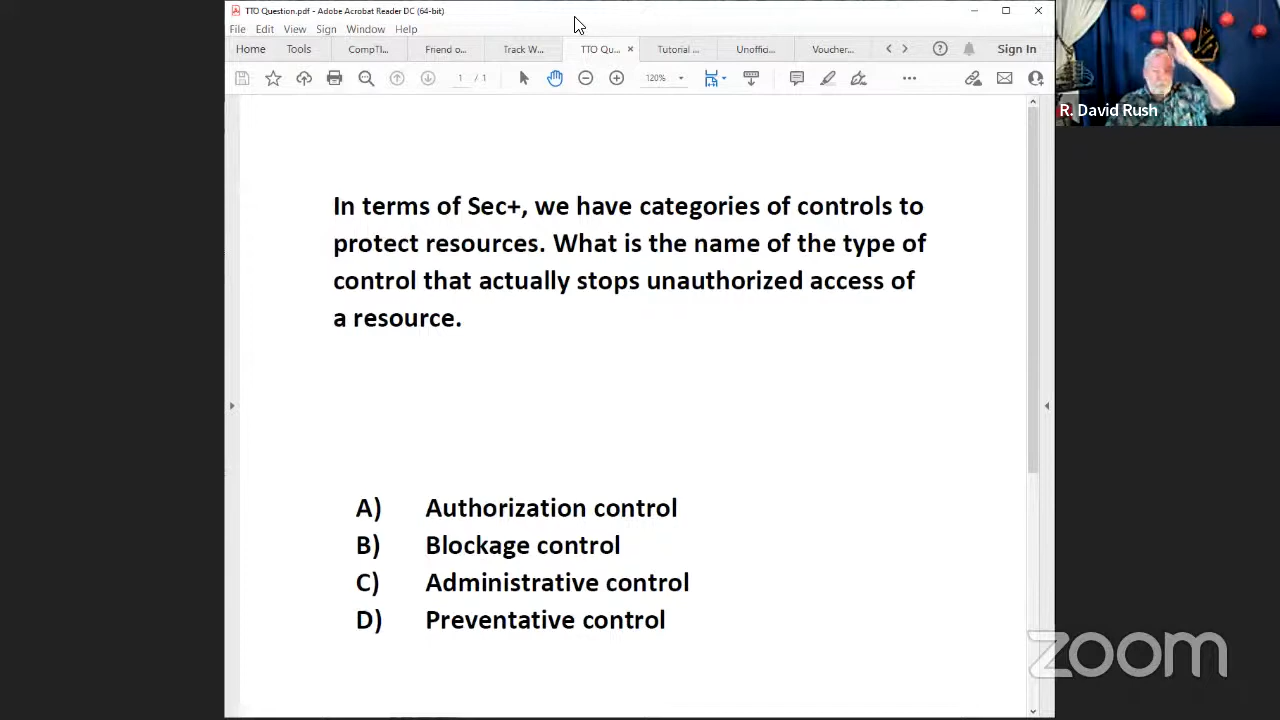 TTO Question.pdf - Adobe Acrobat Reader DC (64-bit)
File Edit View Sign Window Help
Home Tools CompTI... Friend o... Track W... TTO Qu... × Tutorial ... Unoffic... Voucher... Sign In
1 / 1 120%
R. David Rush
In terms of Sec+, we have categories of controls to
protect resources. What is the name of the type of
control that actually stops unauthorized access of
a resource.
A) Authorization control
B) Blockage control
C) Administrative control
D) Preventative control
zoom